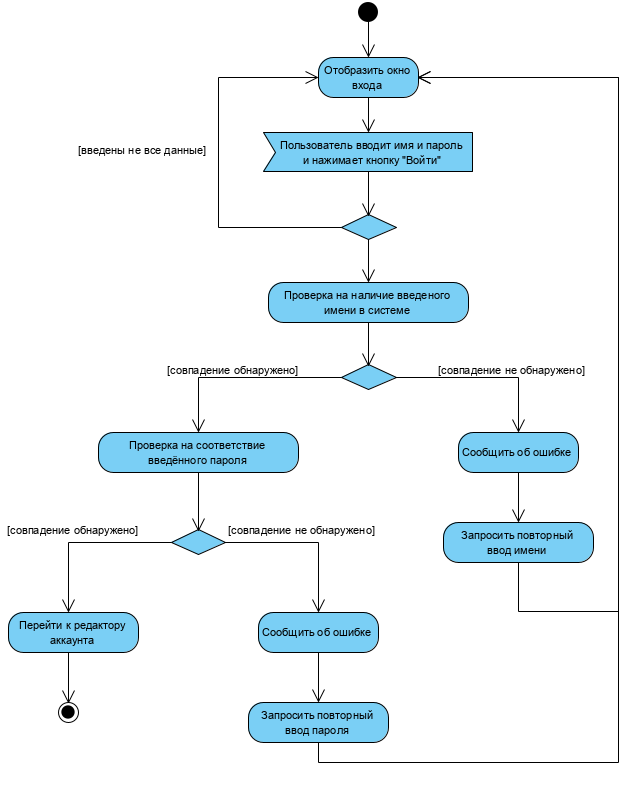 Отобразить окно
входа
Пользователь вводит имя и пароль
и нажимает кнопку "Войти"
[введены не все данные]
Проверка на наличие введеного
имени в системе
[совпадение обнаружено]
[совпадение не обнаружено]
Проверка на соответствие
введённого пароля
Сообщить об ошибке
[совпадение обнаружено]
[совпадение не обнаружено]
Запросить повторный
ввод имени
Перейти к редактору
аккаунта
Сообщить об ошибке
Запросить повторный
ввод пароля